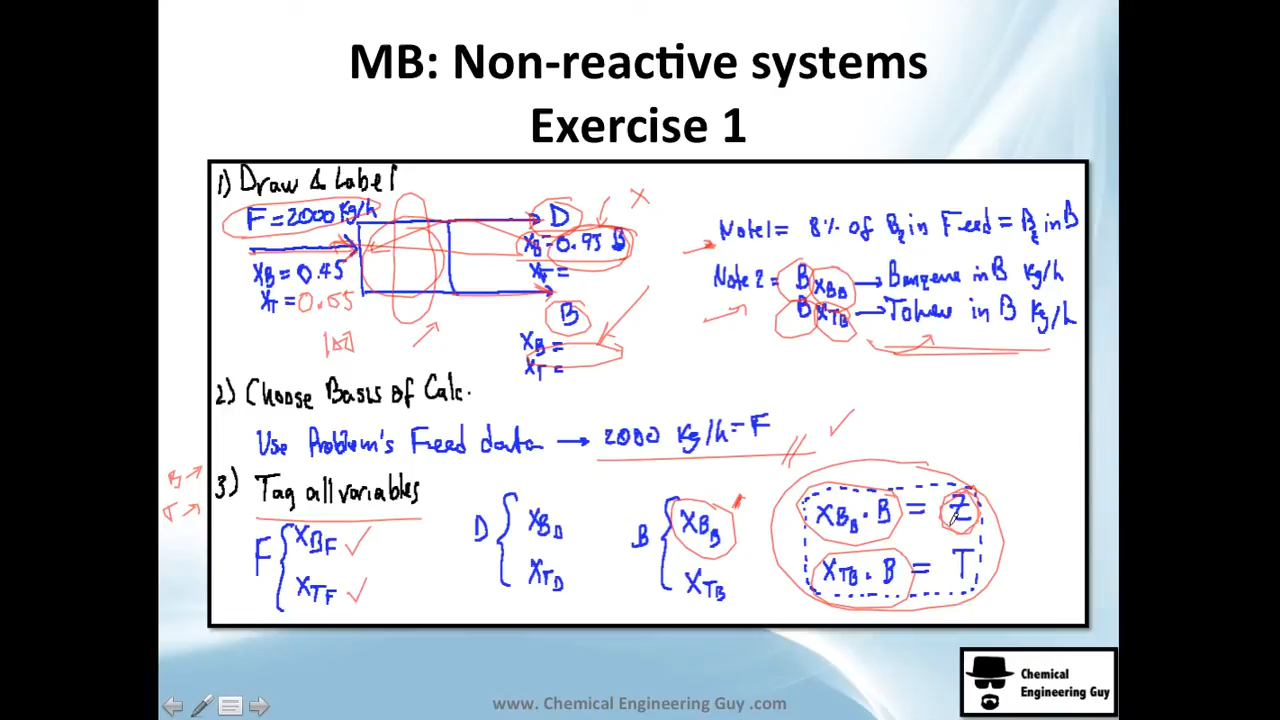 MB: Non-reactive systems
Exercise 1
1) Draw & Label
F = 2000 Kg/h
D
XB = 0.95 B
XT =
XB = 0.45
XT = 0.55
B
XB =
XT =
Note 1 = 8% of Bz in Feed = Bz in B
Note 2 = B XBB → Benzene in B Kg/h
B XTB → Toluene in B Kg/h
2) Choose Basis of Calc.
Use Problem's Freed data → 2000 Kg/h = F
3) Tag all variables
B →
T →
F { XBF ✓
XTF ✓
D { XBD
XTD
B { XBB
XTB
XBB · B = Z
XTB · B = T
Chemical
Engineering Guy
www. Chemical Engineering Guy .com